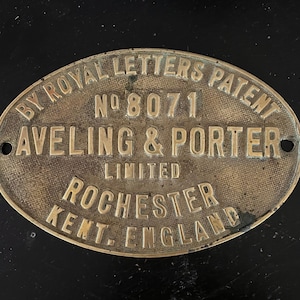 BY ROYAL LETTERS PATENT
No 8071
AVELING & PORTER
LIMITED
ROCHESTER
KENT. ENGLAND